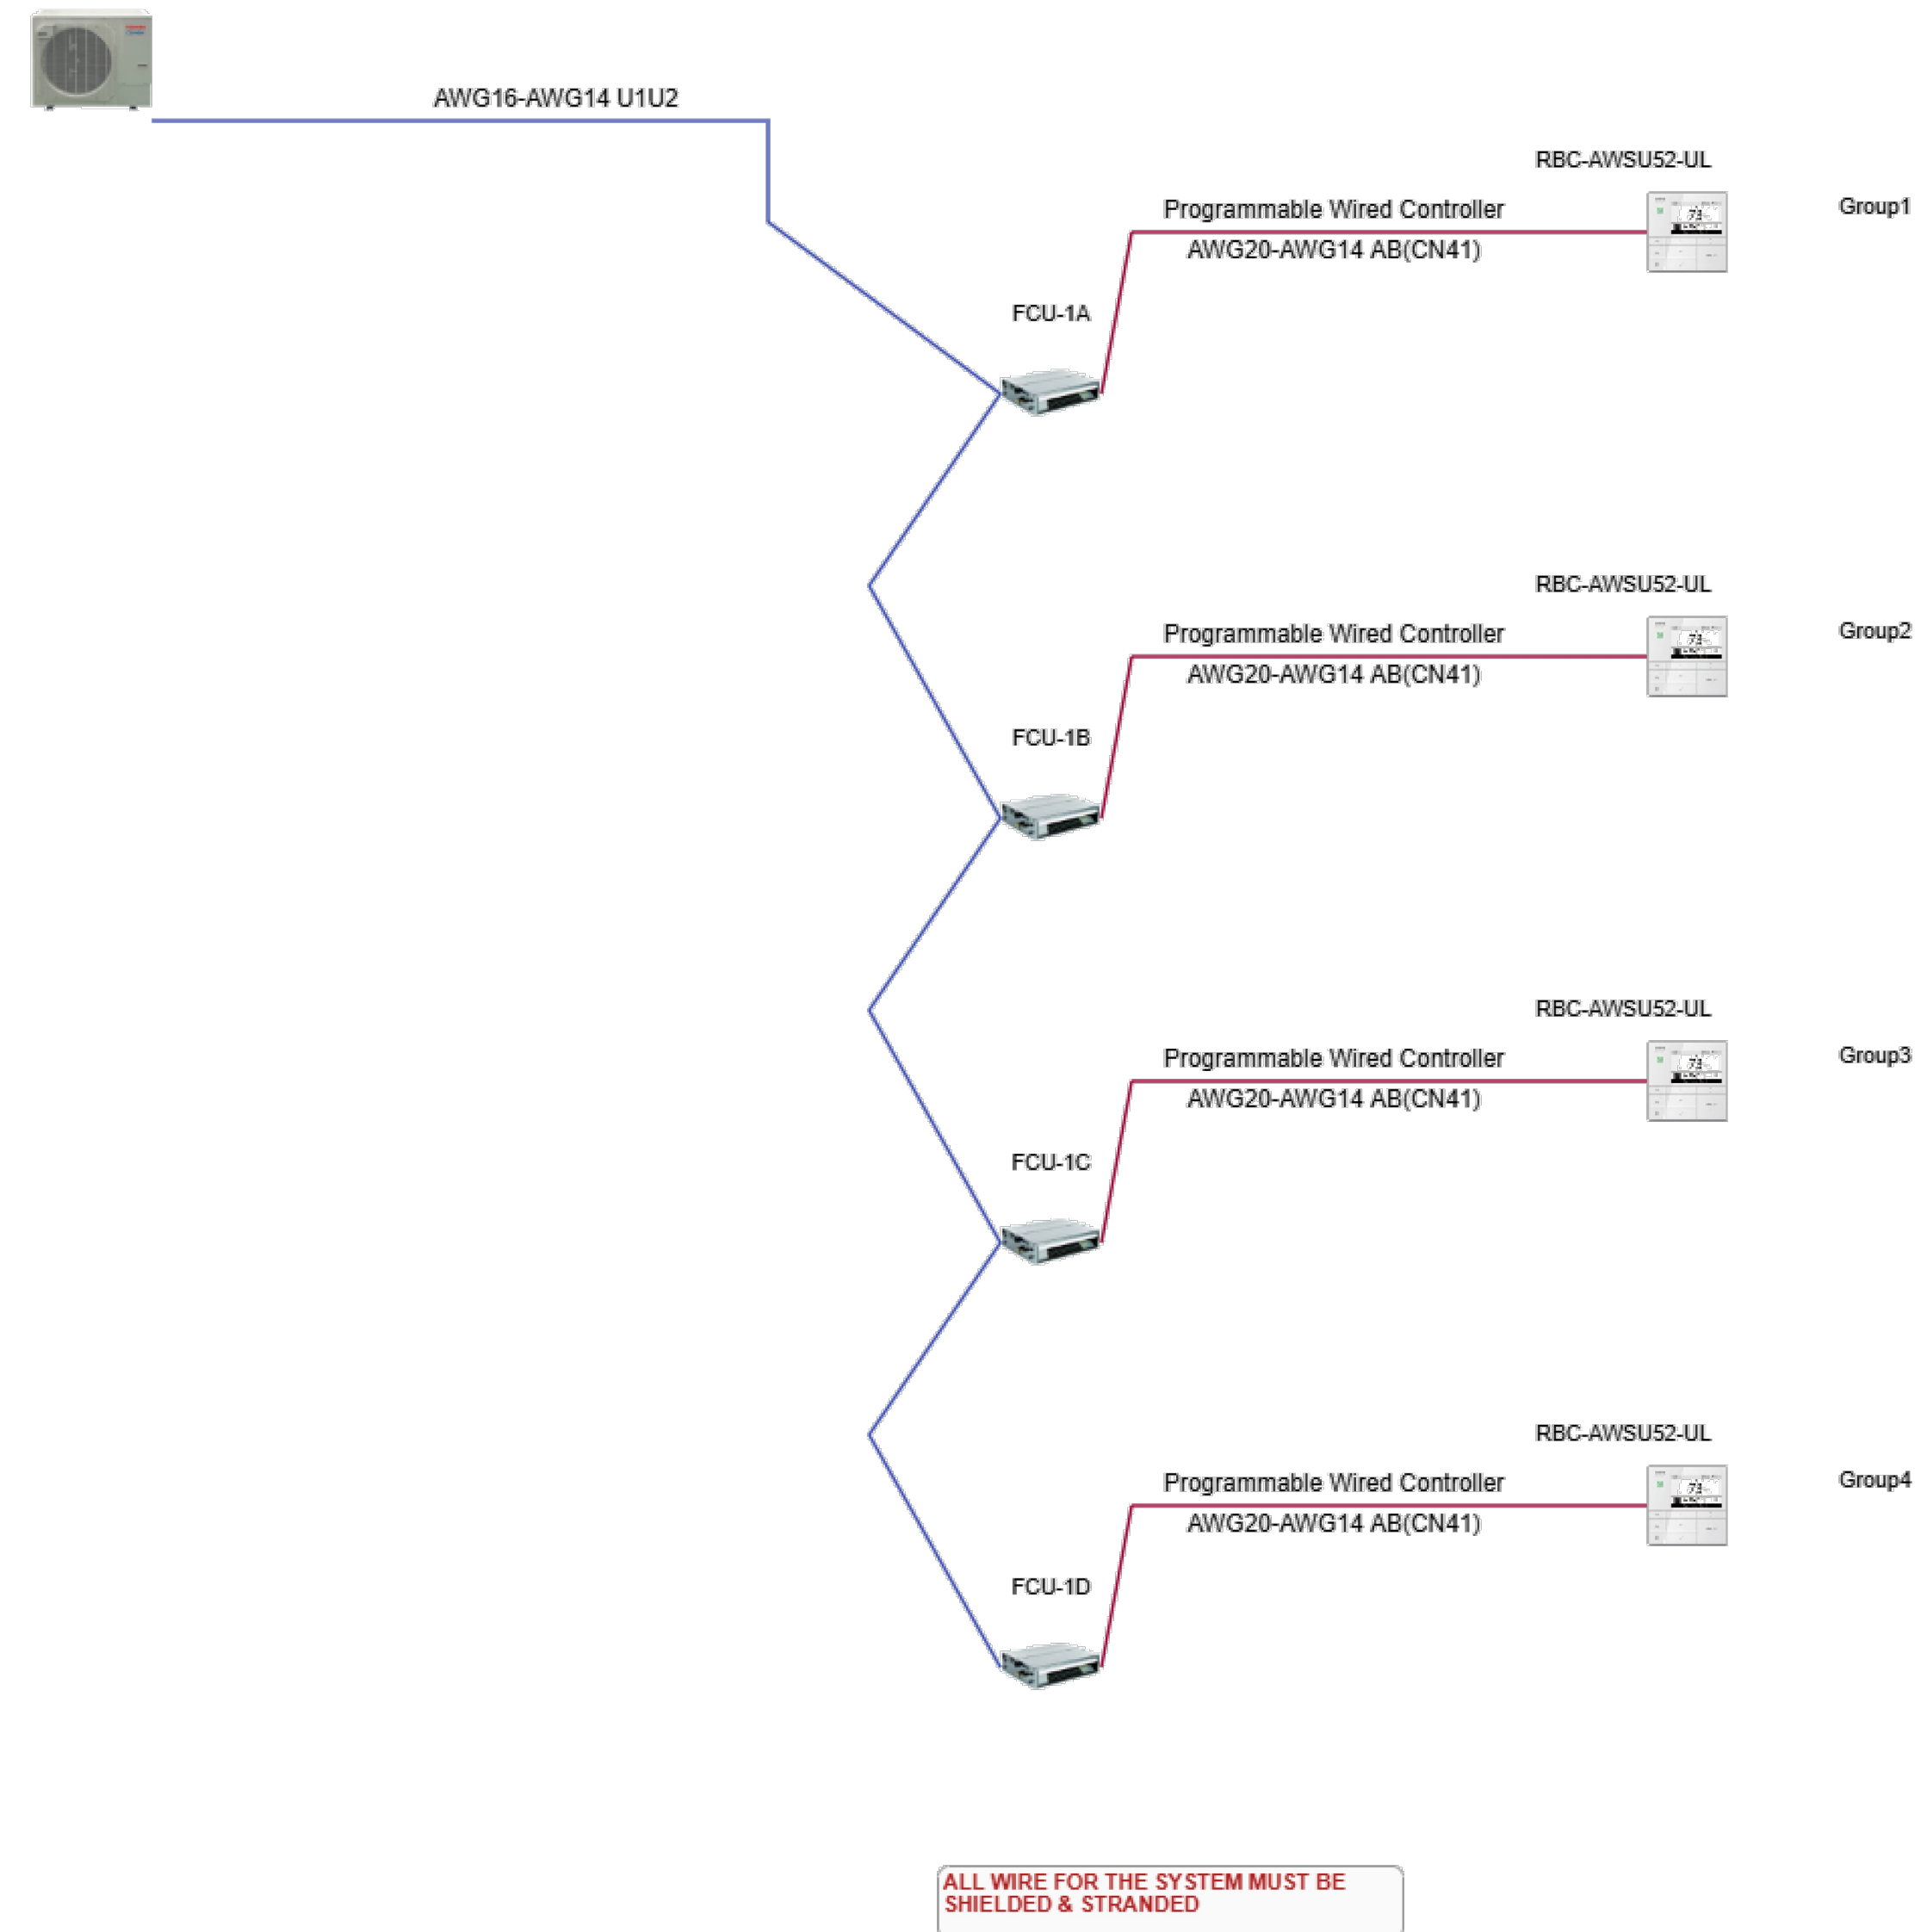 AWG16-AWG14 U1U2
RBC-AWSU52-UL
Programmable Wired Controller
Group1
AWG20-AWG14 AB(CN41)
FCU-1A
RBC-AWSU52-UL
Programmable Wired Controller
Group2
AWG20-AWG14 AB(CN41)
FCU-1B
RBC-AWSU52-UL
Programmable Wired Controller
Group3
AWG20-AWG14 AB(CN41)
FCU-1C
RBC-AWSU52-UL
Programmable Wired Controller
Group4
AWG20-AWG14 AB(CN41)
FCU-1D
ALL WIRE FOR THE SYSTEM MUST BE
SHIELDED & STRANDED